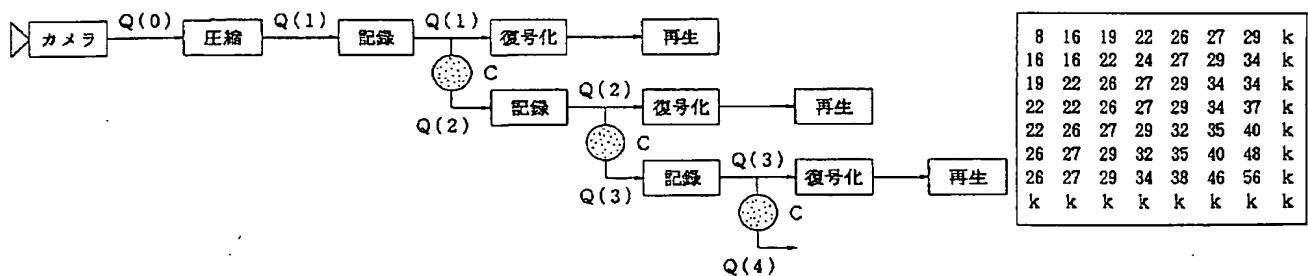 Q(0) Q(1) Q(1)
カメラ 圧縮 記録 復号化 再生
C
Q(2) 記録 Q(2) 復号化 再生
C
Q(3) 記録 Q(3) 復号化 再生
C
Q(4)
8 16 19 22 26 27 29 k
16 16 22 24 27 29 34 k
19 22 26 27 29 34 34 k
22 22 26 27 29 34 37 k
22 26 27 29 32 35 40 k
26 27 29 32 35 40 48 k
26 27 29 34 38 46 56 k
k k k k k k k k